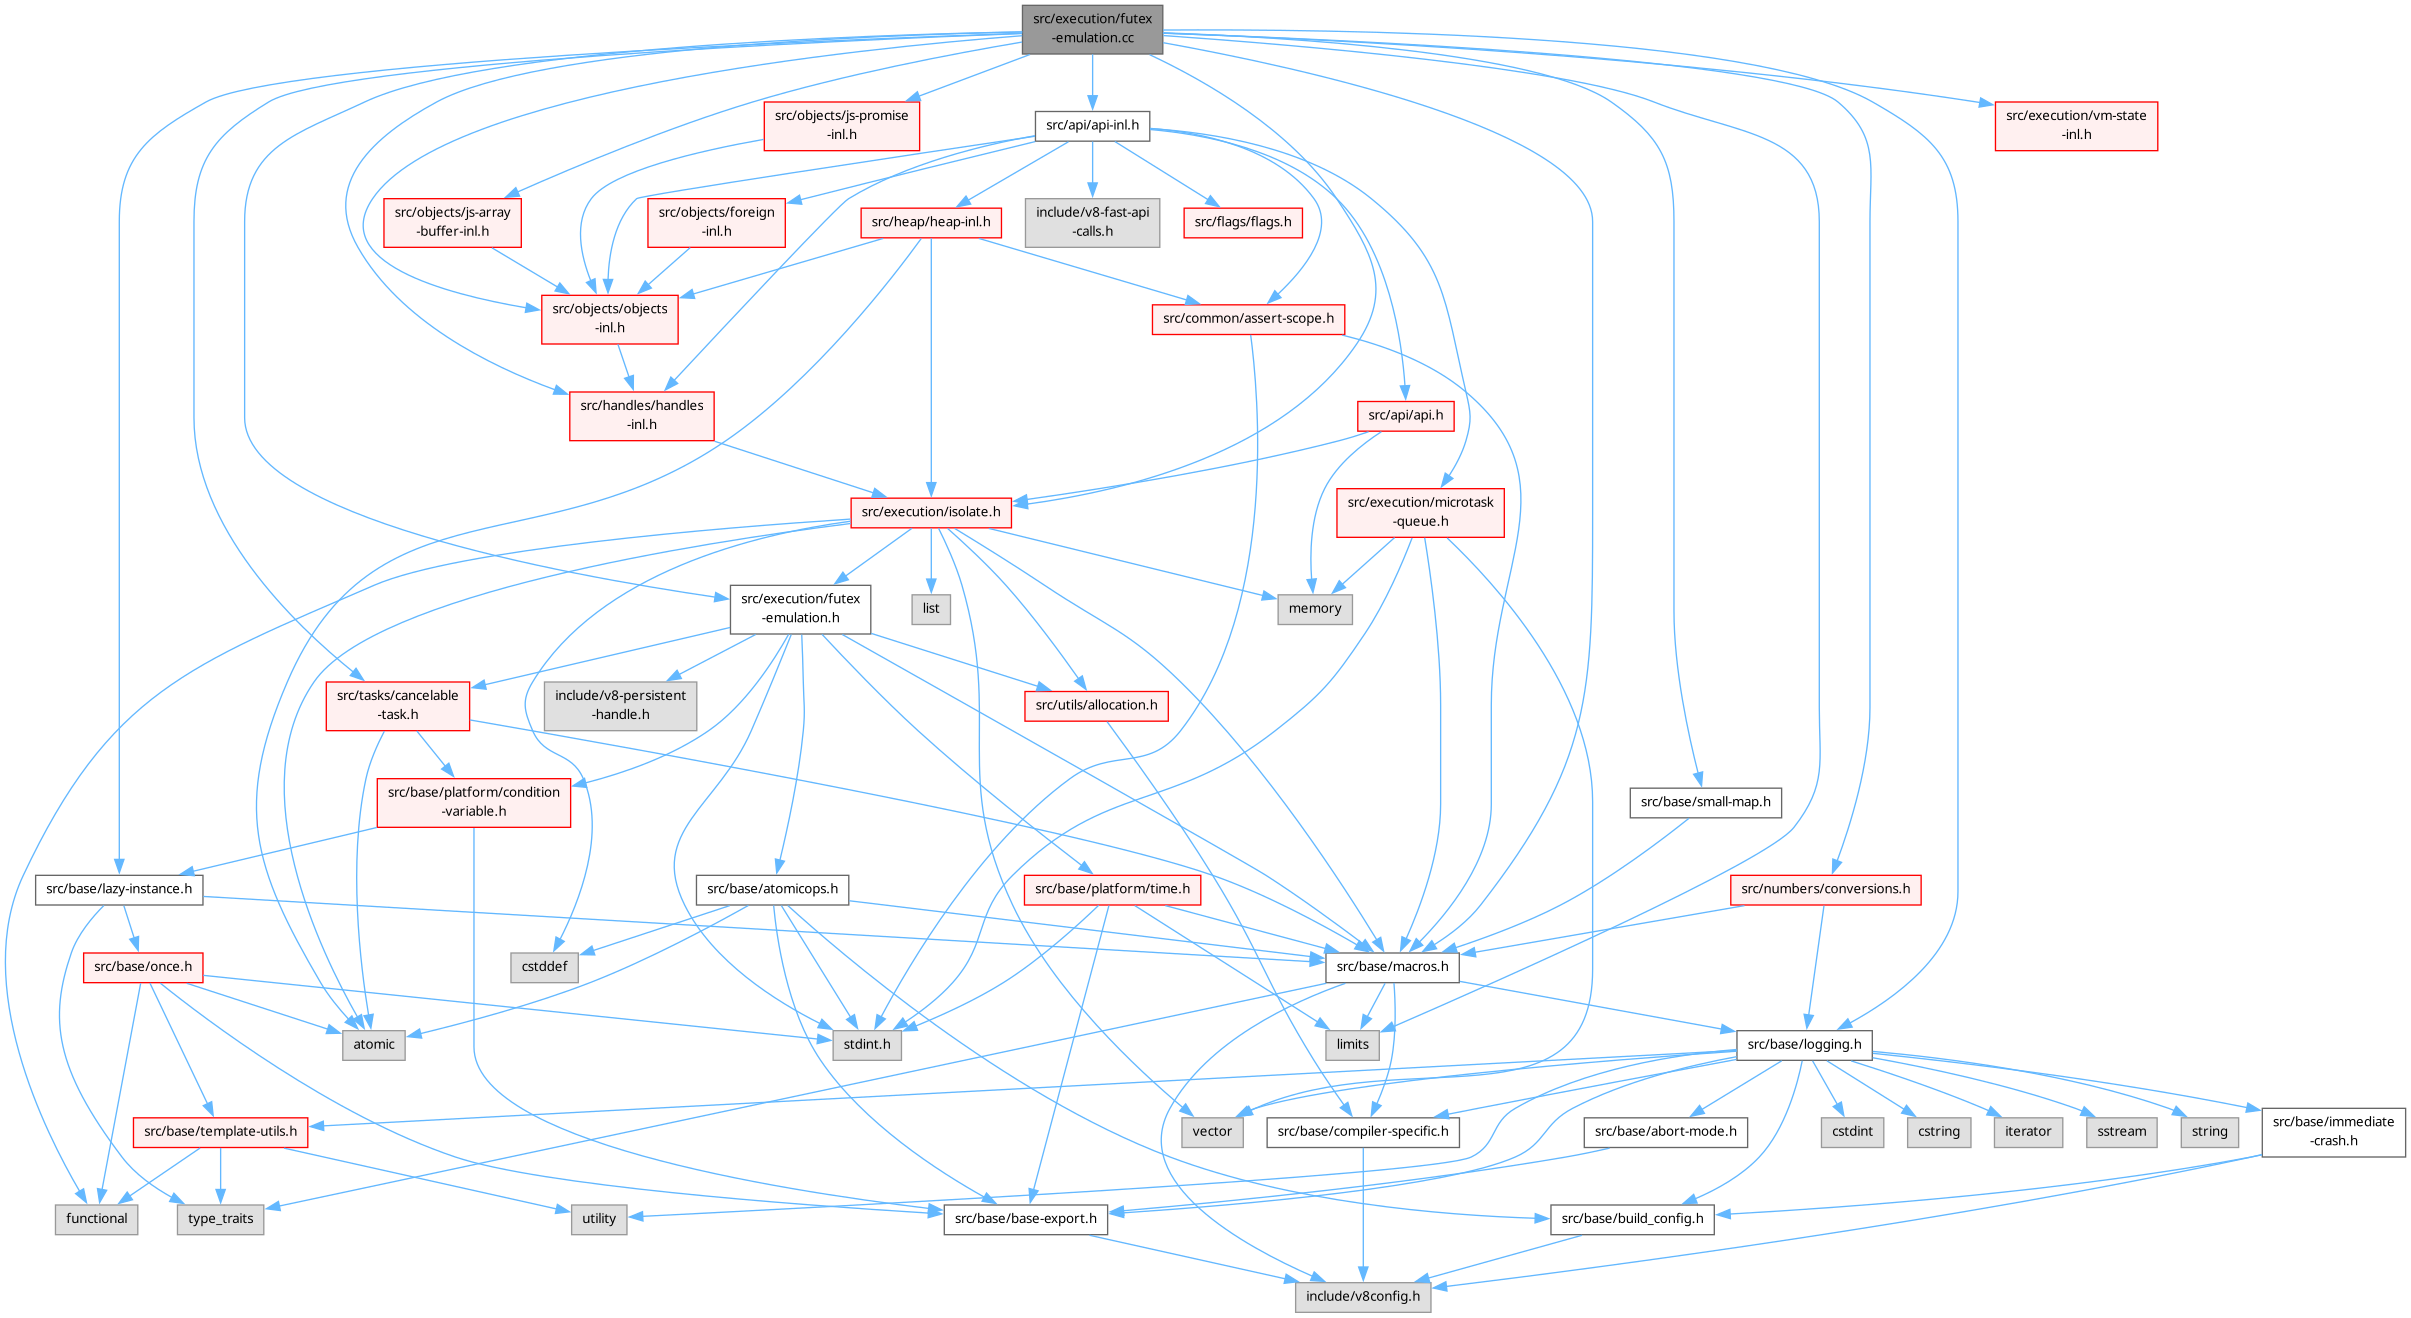 src/execution/futex
-emulation.cc
src/objects/js-promise
-inl.h
src/api/api-inl.h
src/execution/vm-state
-inl.h
src/objects/js-array
-buffer-inl.h
src/objects/foreign
-inl.h
src/heap/heap-inl.h
include/v8-fast-api
-calls.h
src/flags/flags.h
src/objects/objects
-inl.h
src/common/assert-scope.h
src/handles/handles
-inl.h
src/api/api.h
src/execution/isolate.h
src/execution/microtask
-queue.h
src/execution/futex
-emulation.h
list
memory
src/tasks/cancelable
-task.h
include/v8-persistent
-handle.h
src/utils/allocation.h
src/base/platform/condition
-variable.h
src/base/small-map.h
src/base/lazy-instance.h
src/base/atomicops.h
src/base/platform/time.h
src/numbers/conversions.h
src/base/once.h
cstddef
src/base/macros.h
atomic
stdint.h
limits
src/base/logging.h
src/base/template-utils.h
vector
src/base/compiler-specific.h
src/base/abort-mode.h
cstdint
cstring
iterator
sstream
string
src/base/immediate
-crash.h
functional
type_traits
utility
src/base/base-export.h
src/base/build_config.h
include/v8config.h